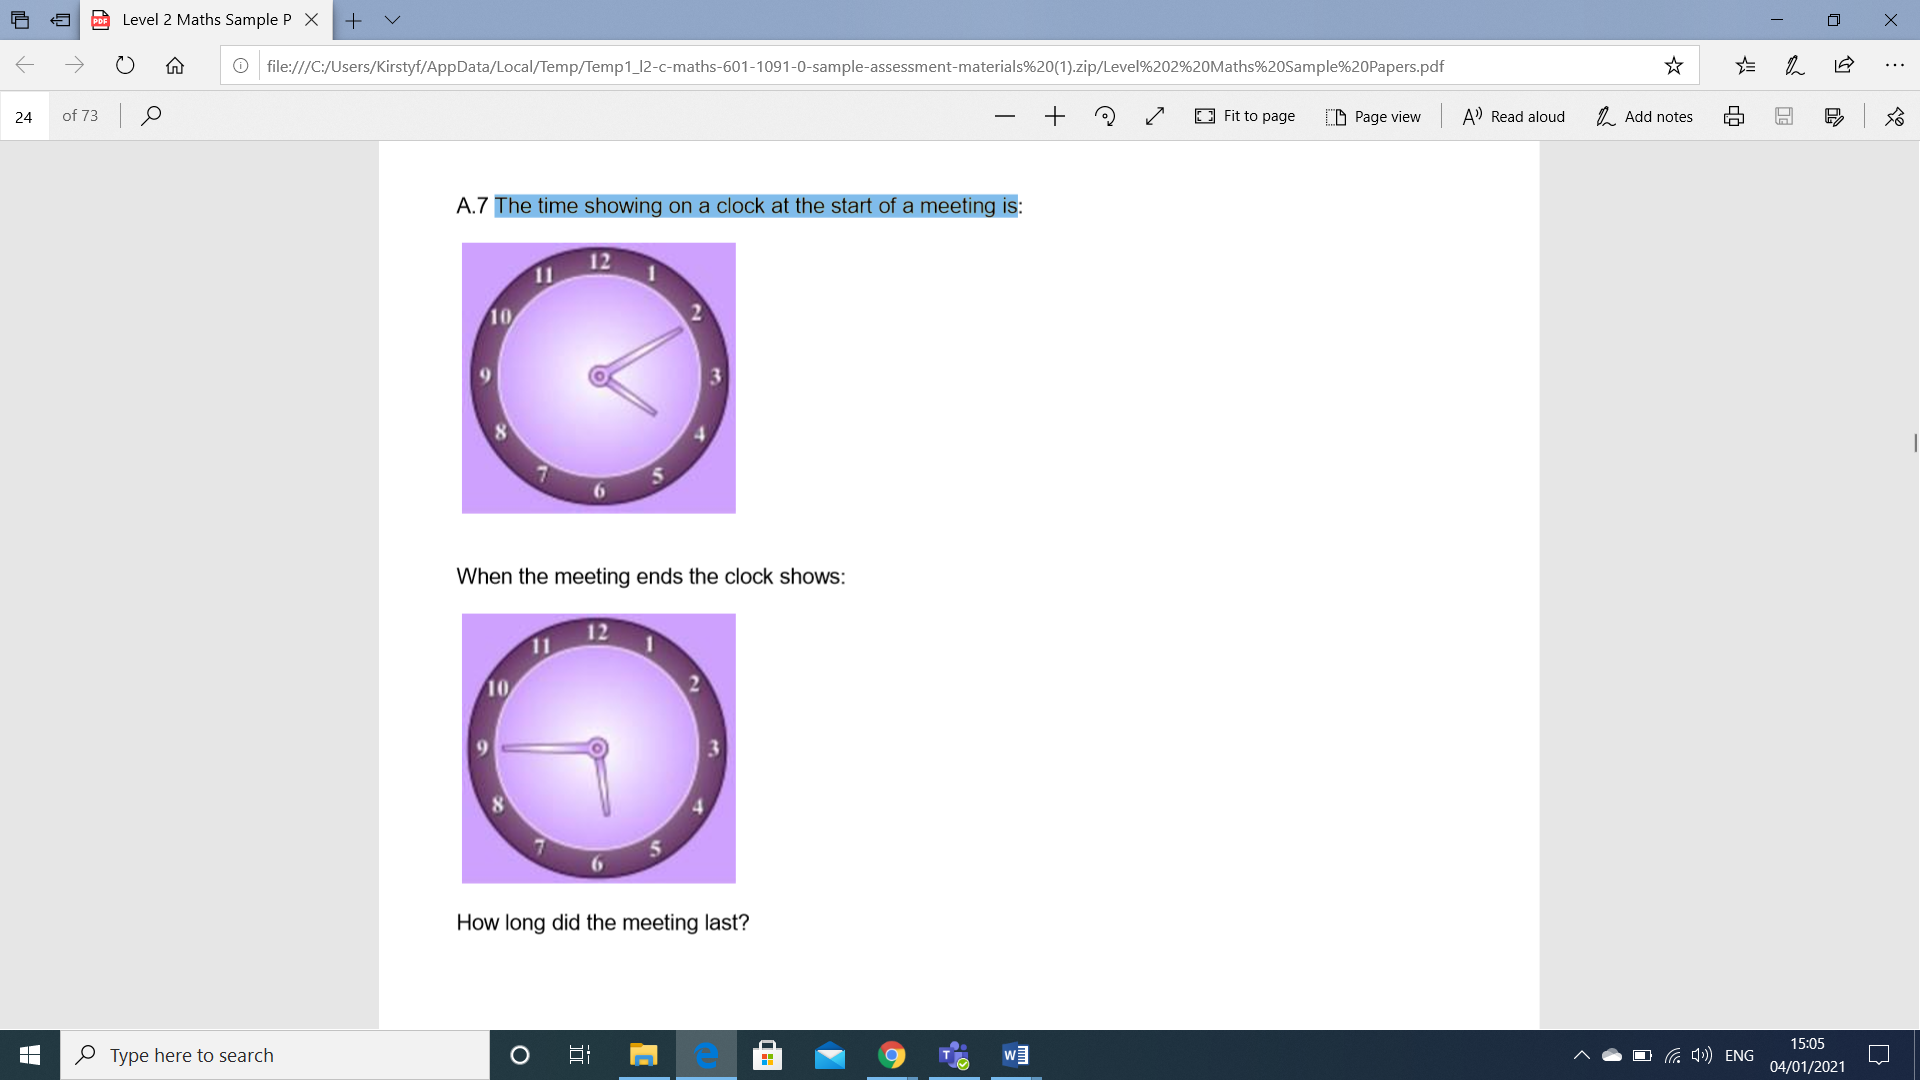 Level 2 Maths Sample P
file:///C:/Users/Kirstyf/AppData/Local/Temp/Temp1_l2-c-maths-601-1091-0-sample-assessment-materials%20(1).zip/Level%202%20Maths%20Sample%20Papers.pdf
24 of 73 Fit to page Page view Read aloud Add notes
A.7 The time showing on a clock at the start of a meeting is:
12
11 1
10 2
9 3
8 4
7 5
6
When the meeting ends the clock shows:
12
11 1
10 2
9 3
8 4
7 5
6
How long did the meeting last?
Type here to search
ENG
15:05
04/01/2021